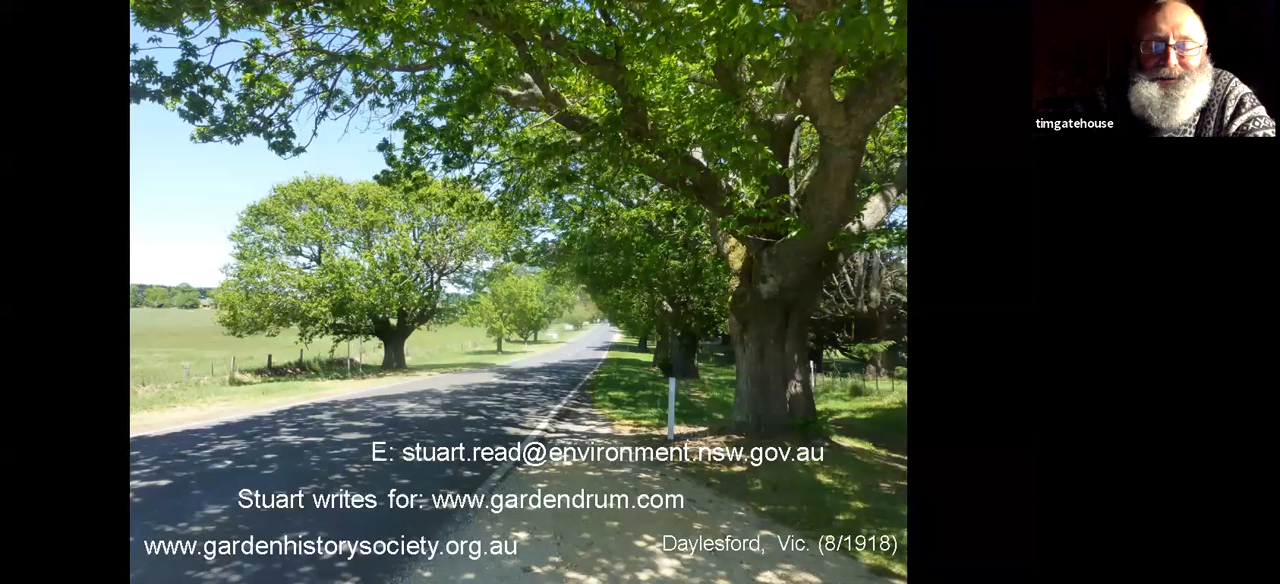 timgatehouse
E: stuart.read@environment.nsw.gov.au
Stuart writes for: www.gardendrum.com
www.gardenhistorysociety.org.au
Daylesford, Vic. (8/1918)